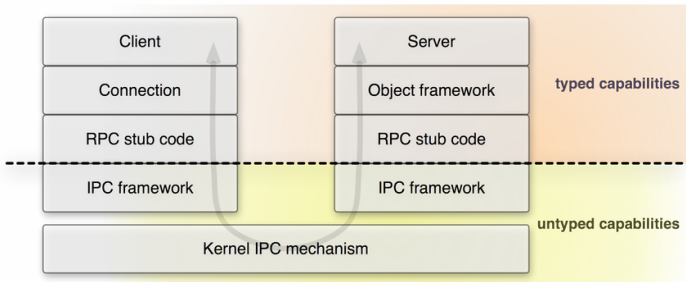 Client
Server
Connection
Object framework
typed capabilities
RPC stub code
RPC stub code
IPC framework
IPC framework
untyped capabilities
Kernel IPC mechanism